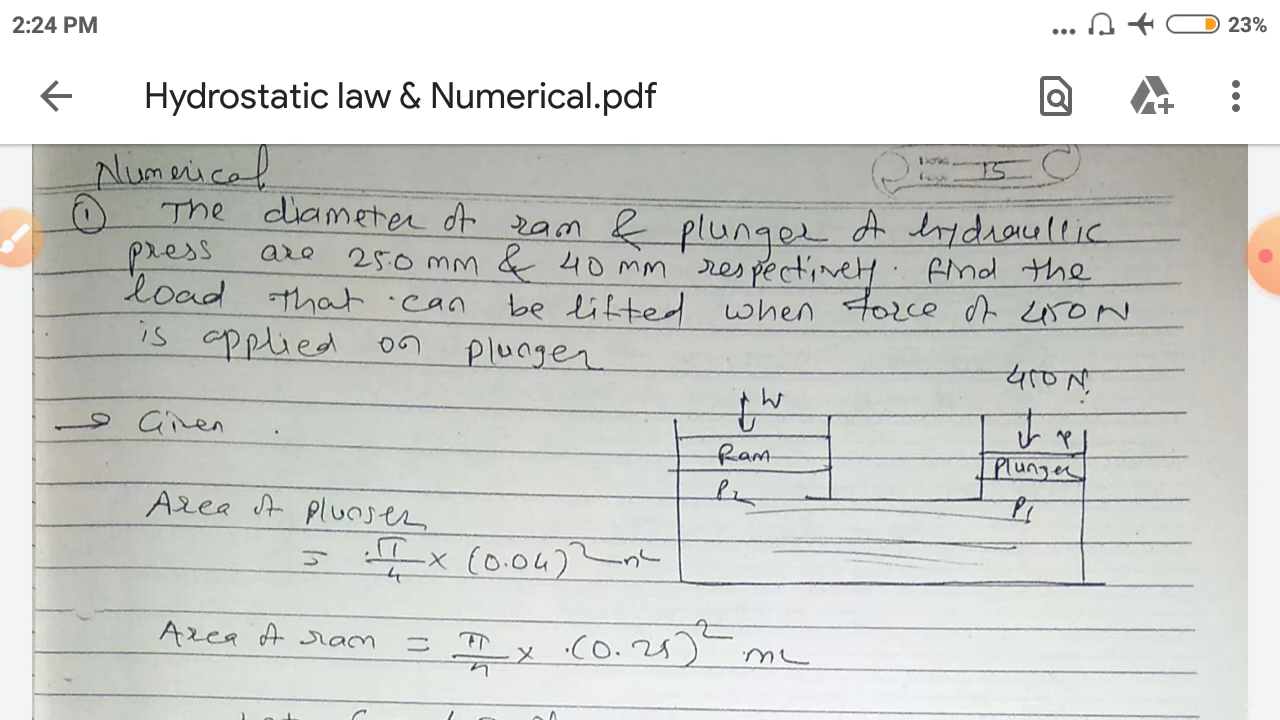 2:24 PM
... 23%
Hydrostatic law & Numerical.pdf
Numerical
15
① The diameter of ram & plunger of hydraullic
press are 250 mm & 40 mm respectively. Find the
load that can be lifted when force of 450 N
is applied on plunger
450 N.
W
→ Given .
Ram
P
Plunger
P2
P1
Area of plunger
= π/4 × (0.04)² m²
Area of ram = π/4 × (0.25)² m²